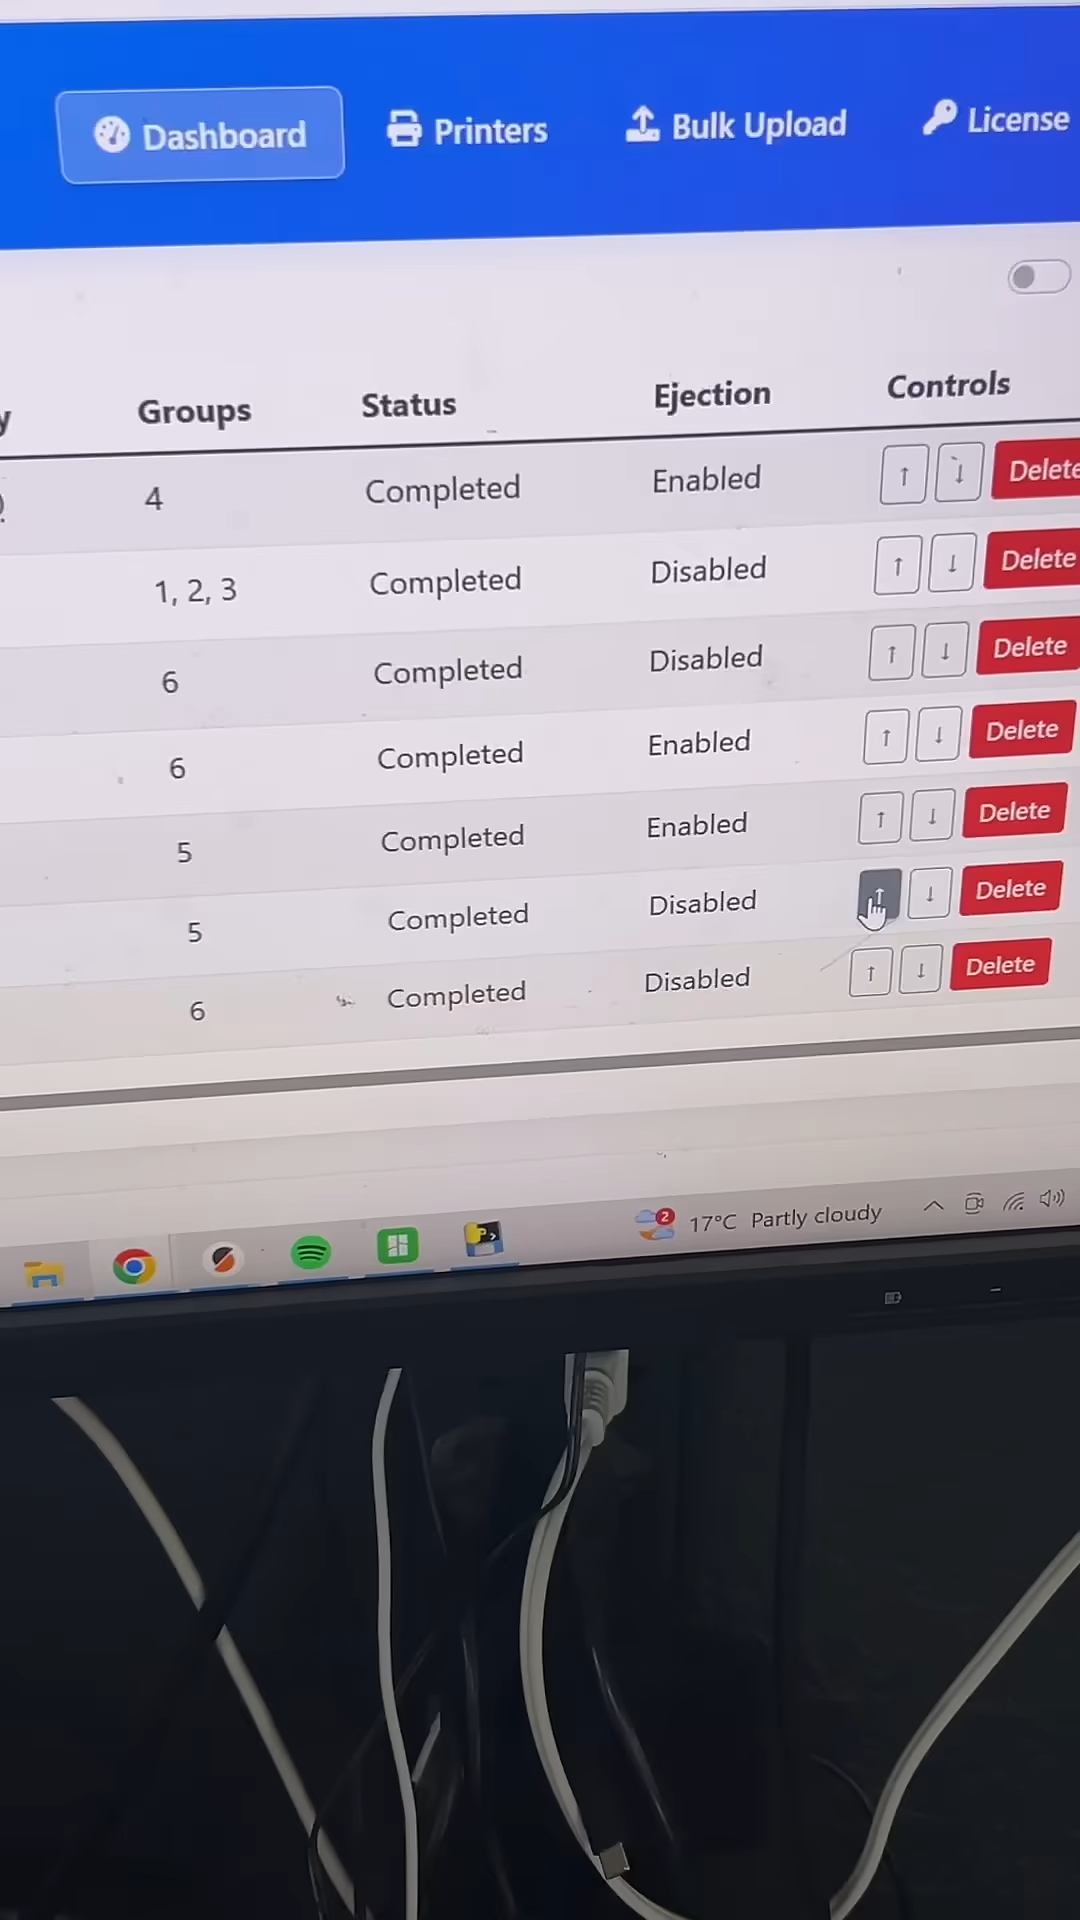 Dashboard Printers Bulk Upload License
y Groups Status Ejection Controls
4 Completed Enabled ↑ ↓ Delete
1, 2, 3 Completed Disabled ↑ ↓ Delete
6 Completed Disabled ↑ ↓ Delete
6 Completed Enabled ↑ ↓ Delete
5 Completed Enabled ↑ ↓ Delete
5 Completed Disabled ↑ ↓ Delete
6 Completed Disabled ↑ ↓ Delete
2 17°C Partly cloudy